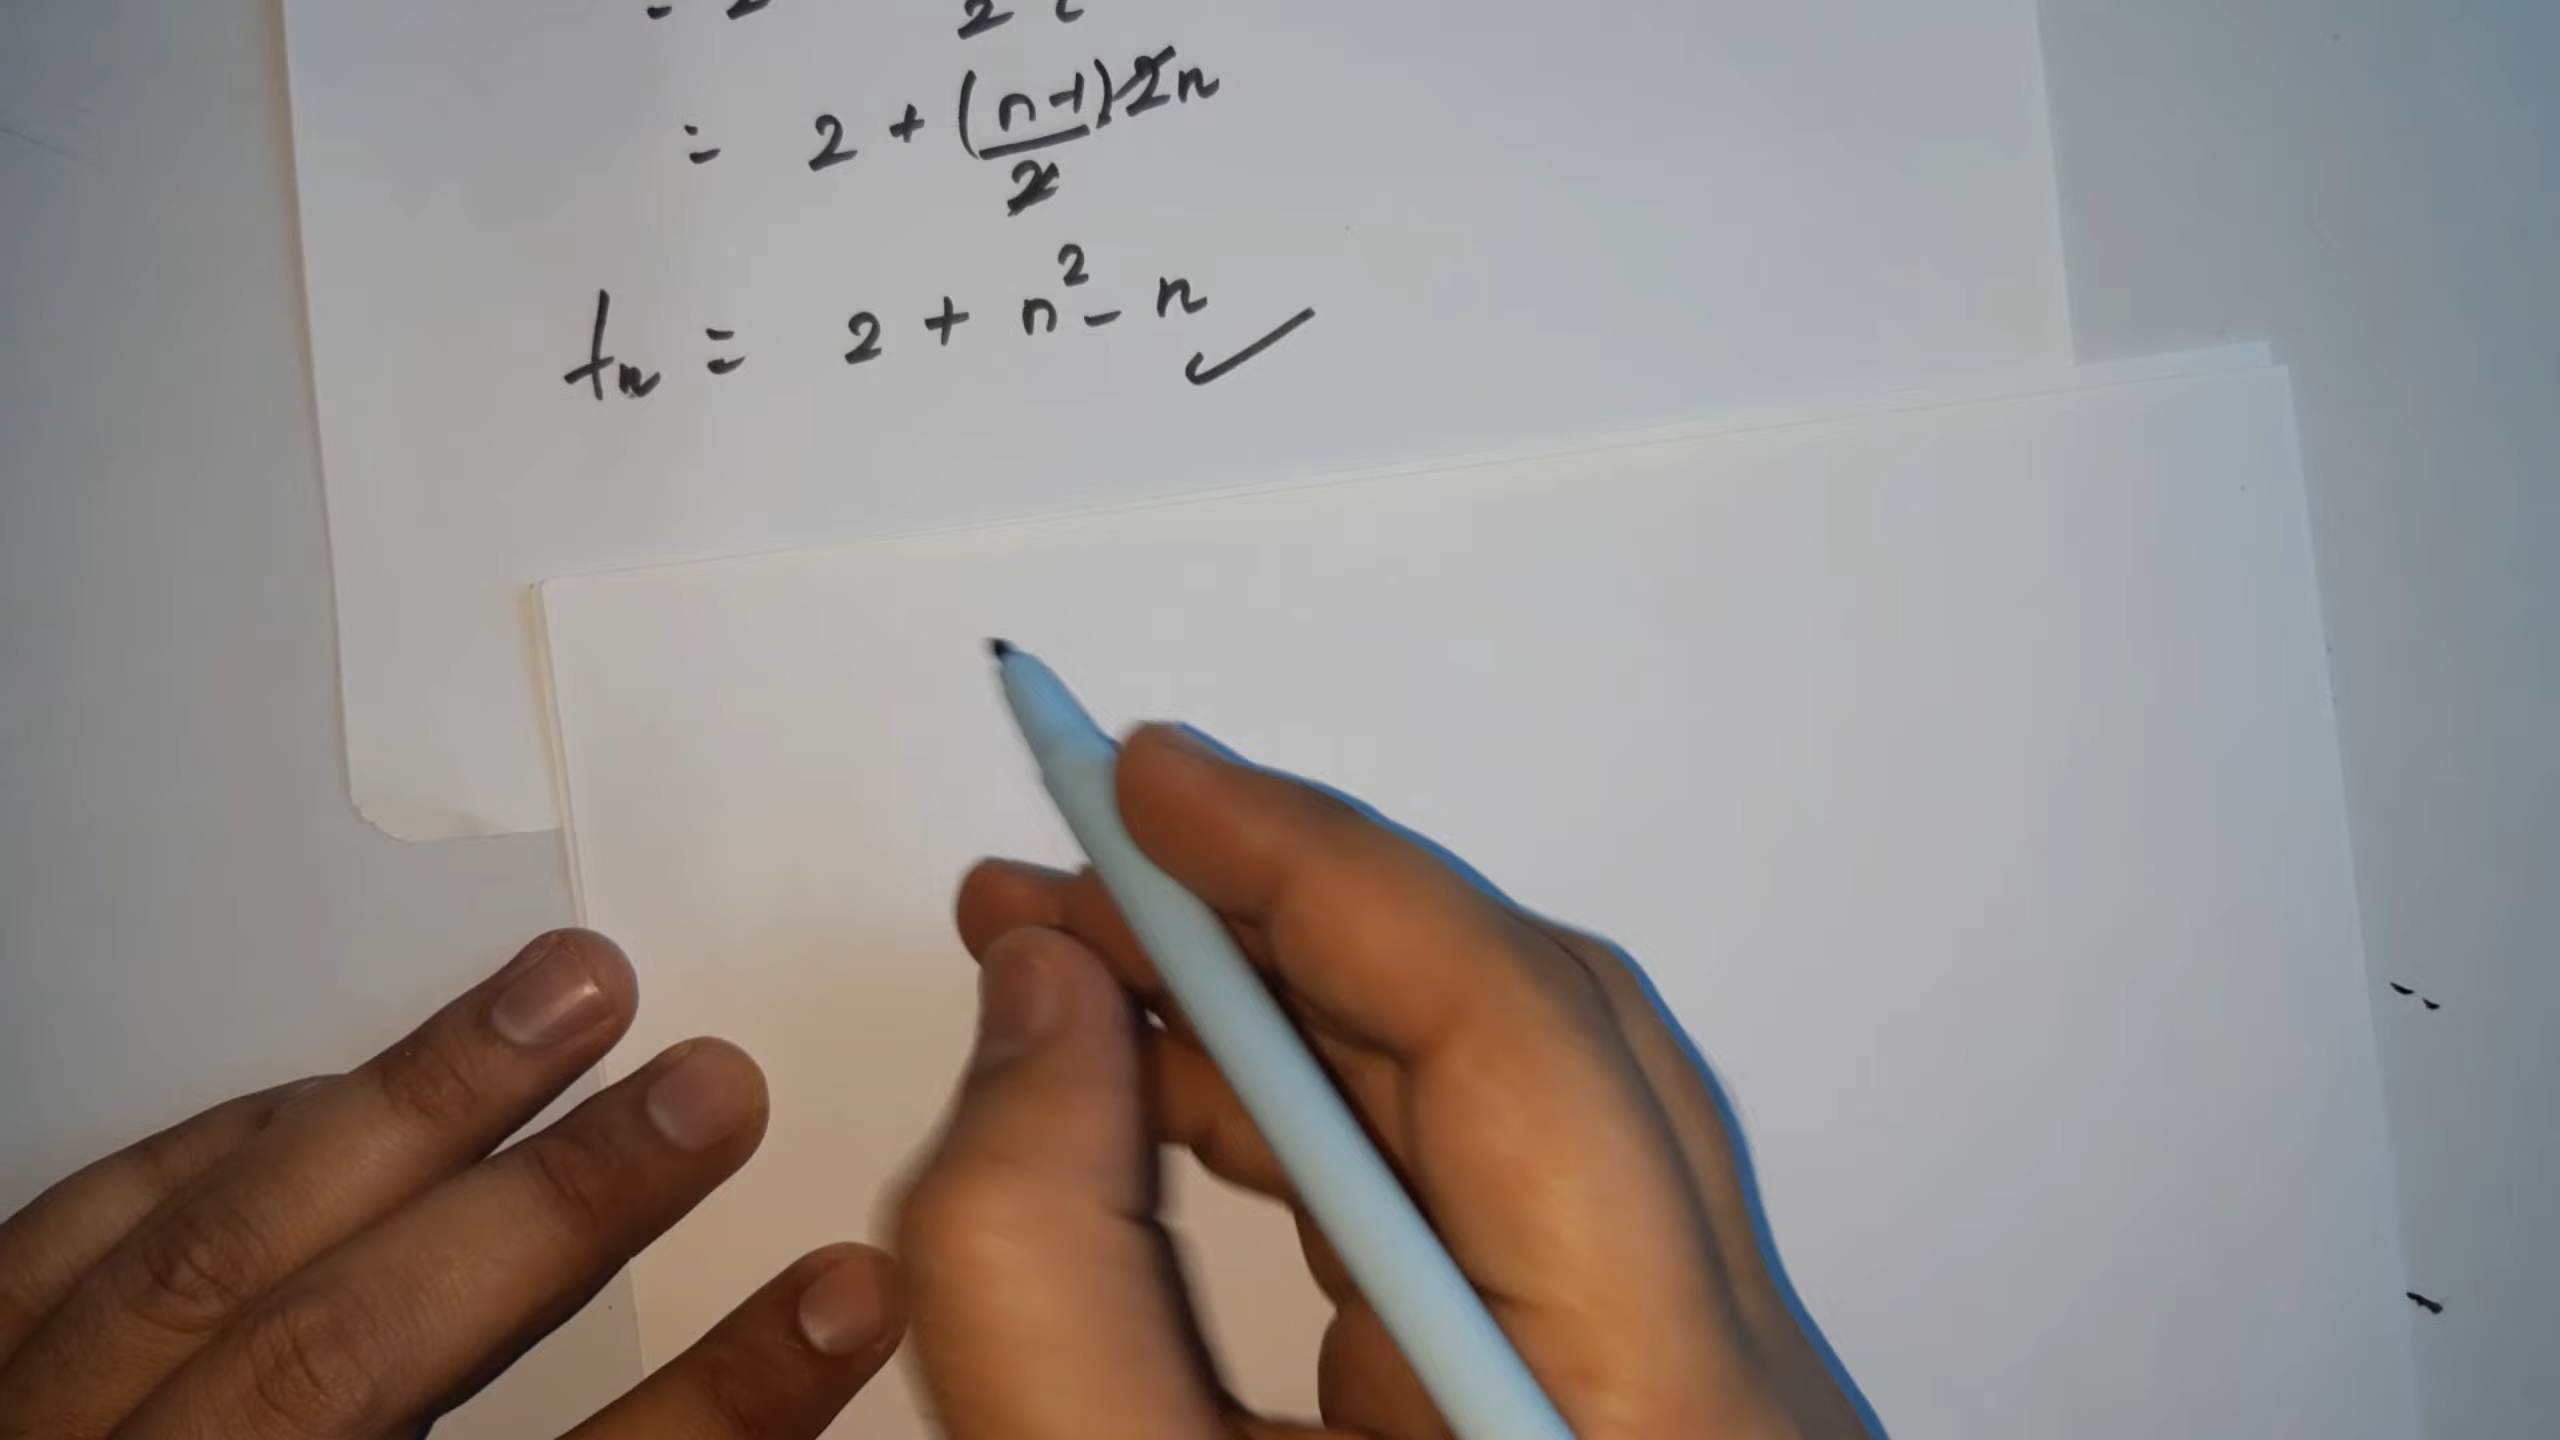 = 2 + (n-1)/2 2n
tn = 2 + n² - n ✓